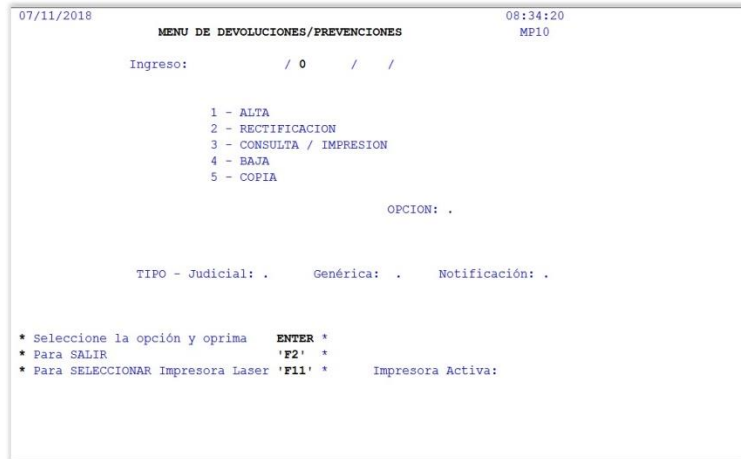 07/11/2018 08:34:20
MENU DE DEVOLUCIONES/PREVENCIONES MP10
Ingreso: / 0 / /
1 - ALTA
2 - RECTIFICACION
3 - CONSULTA / IMPRESION
4 - BAJA
5 - COPIA
OPCION: .
TIPO - Judicial: . Genérica: . Notificación: .
* Seleccione la opción y oprima ENTER *
* Para SALIR 'F2' *
* Para SELECCIONAR Impresora Laser 'F11' * Impresora Activa: